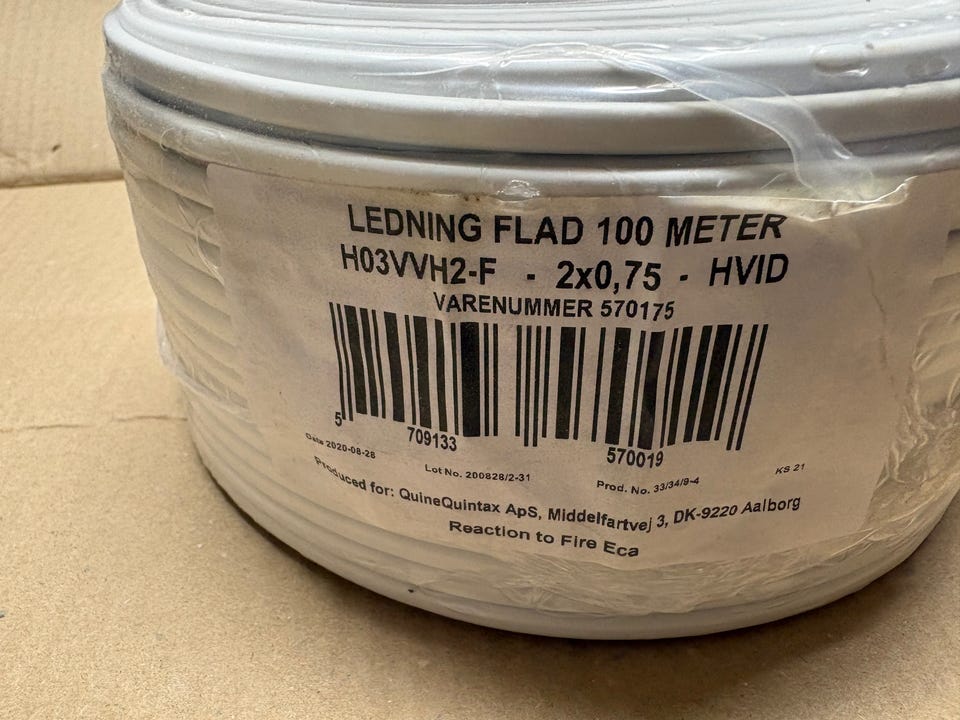 LEDNING FLAD 100 METER
H03VVH2-F - 2x0,75 - HVID
VARENUMMER 570175
5 709133 570019
Date 2020-08-28 Lot No. 200828/2-31 Prod. No. 33/34/9-4 KS 21
Produced for: QuineQuintax ApS, Middelfartvej 3, DK-9220 Aalborg
Reaction to Fire Eca